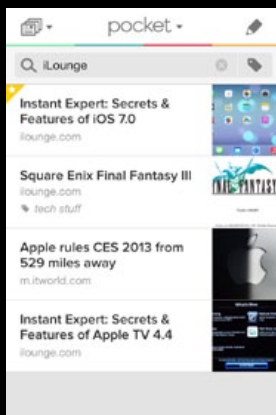 pocket
iLounge
Instant Expert: Secrets &
Features of iOS 7.0
ilounge.com
Square Enix Final Fantasy III
ilounge.com
tech stuff
FINAL FANTASY
Apple rules CES 2013 from
529 miles away
m.itworld.com
Instant Expert: Secrets &
Features of Apple TV 4.4
ilounge.com